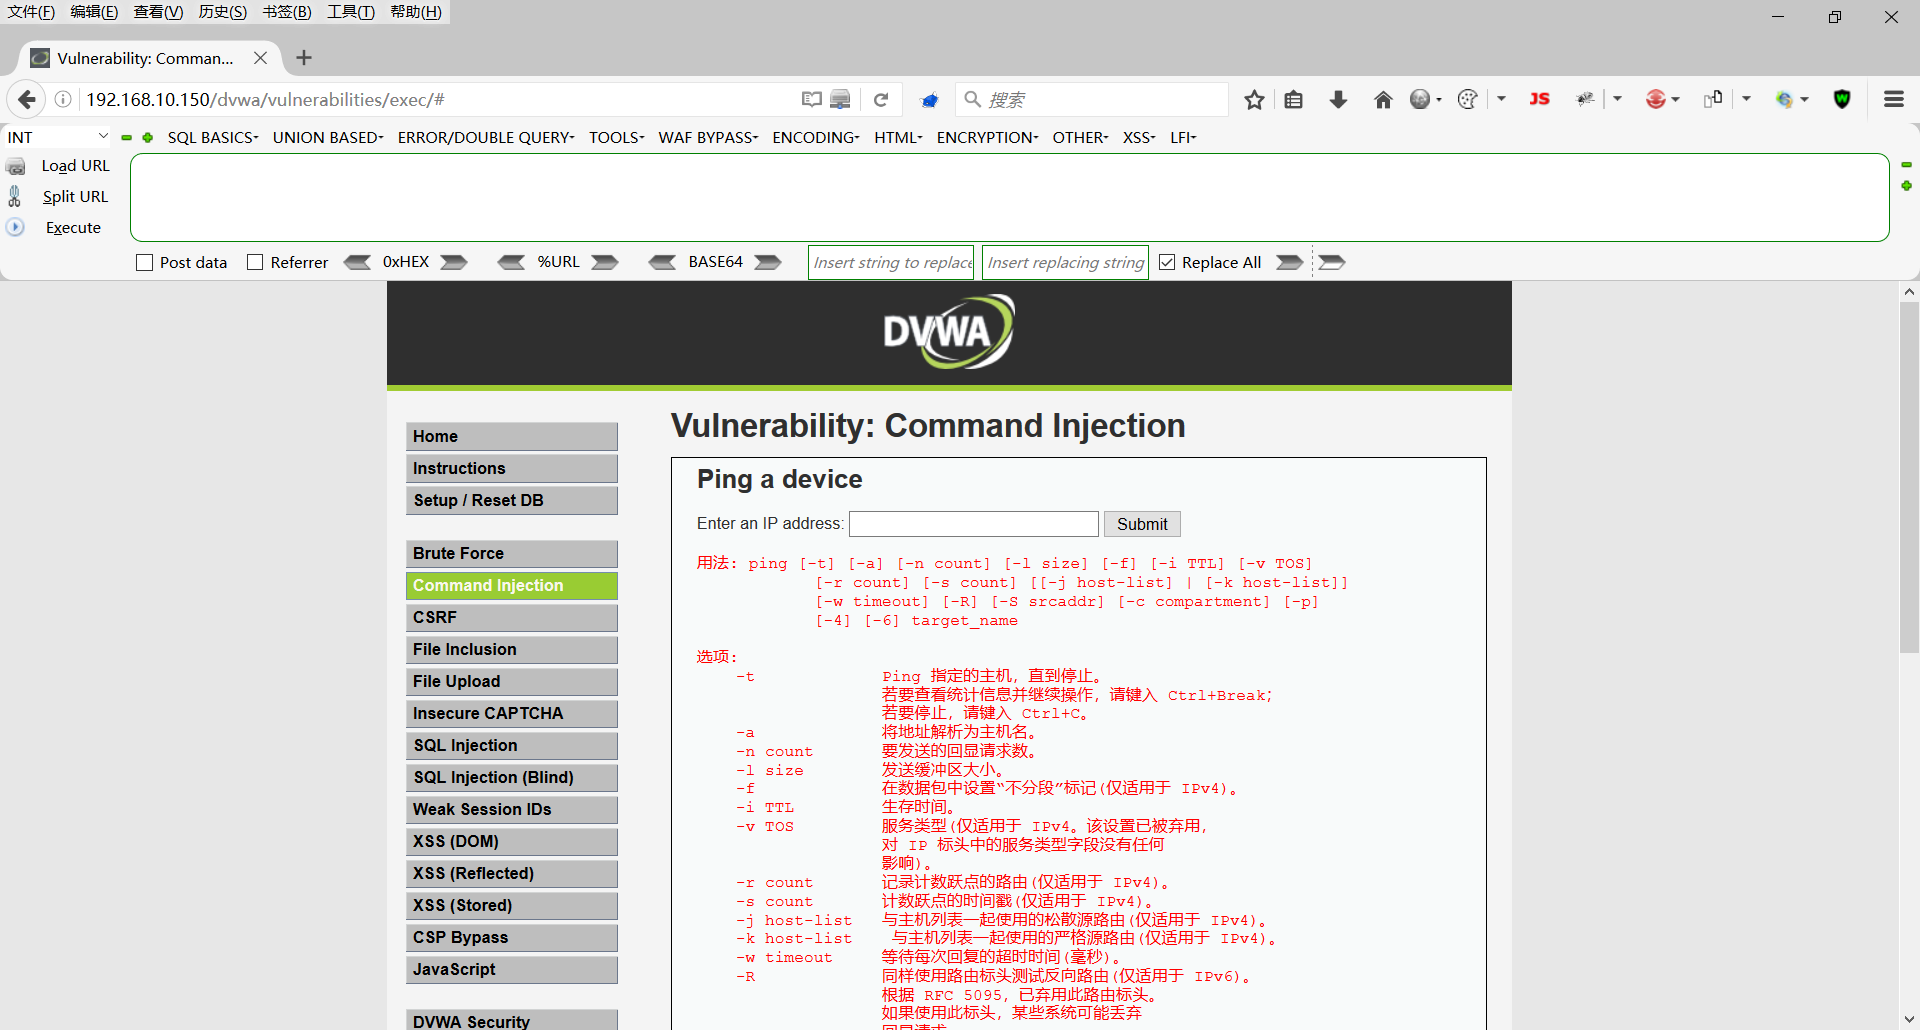 文件(F) 编辑(E) 查看(V) 历史(S) 书签(B) 工具(T) 帮助(H)
Vulnerability: Comman...
192.168.10.150/dvwa/vulnerabilities/exec/#
搜索
JS
INT
SQL BASICS UNION BASED ERROR/DOUBLE QUERY TOOLS WAF BYPASS ENCODING HTML ENCRYPTION OTHER XSS LFI
Load URL
Split URL
Execute
Post data Referrer 0xHEX %URL BASE64 Insert string to replace Insert replacing string Replace All
DVWA
Home
Instructions
Setup / Reset DB
Brute Force
Command Injection
CSRF
File Inclusion
File Upload
Insecure CAPTCHA
SQL Injection
SQL Injection (Blind)
Weak Session IDs
XSS (DOM)
XSS (Reflected)
XSS (Stored)
CSP Bypass
JavaScript
DVWA Security
Vulnerability: Command Injection
Ping a device
Enter an IP address: Submit
用法: ping [-t] [-a] [-n count] [-l size] [-f] [-i TTL] [-v TOS]
[-r count] [-s count] [[-j host-list] | [-k host-list]]
[-w timeout] [-R] [-S srcaddr] [-c compartment] [-p]
[-4] [-6] target_name
选项:
-t Ping 指定的主机，直到停止。
若要查看统计信息并继续操作，请键入 Ctrl+Break;
若要停止，请键入 Ctrl+C。
-a 将地址解析为主机名。
-n count 要发送的回显请求数。
-l size 发送缓冲区大小。
-f 在数据包中设置“不分段”标记(仅适用于 IPv4)。
-i TTL 生存时间。
-v TOS 服务类型(仅适用于 IPv4。该设置已被弃用，
对 IP 标头中的服务类型字段没有任何
影响)。
-r count 记录计数跃点的路由(仅适用于 IPv4)。
-s count 计数跃点的时间戳(仅适用于 IPv4)。
-j host-list 与主机列表一起使用的松散源路由(仅适用于 IPv4)。
-k host-list 与主机列表一起使用的严格源路由(仅适用于 IPv4)。
-w timeout 等待每次回复的超时时间(毫秒)。
-R 同样使用路由标头测试反向路由(仅适用于 IPv6)。
根据 RFC 5095，已弃用此路由标头。
如果使用此标头，某些系统可能丢弃
回显请求